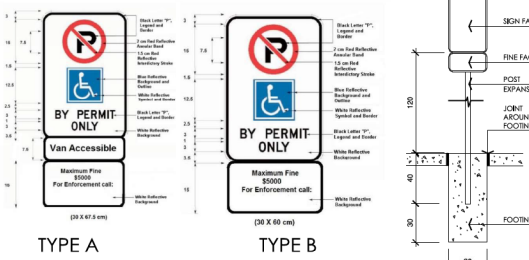 Black Letter "P",
Legend and
Border
2 cm Red Reflective
Annular Band
1.5 cm Red
Reflective
Interdictory Stroke
Blue Reflective
Background and
Outline
White Reflective
Symbol and Border
Black Letter "P",
Legend and Border
White Reflective
Background
White Reflective
Background
P
BY PERMIT
ONLY
Van Accessible
Maximum Fine
$5000
For Enforcement call:
(30 X 67.5 cm)
TYPE A
Black Letter "P",
Legend and
Border
2 cm Red Reflective
Annular Band
1.5 cm Red
Reflective
Interdictory Stroke
Blue Reflective
Background and
Outline
White Reflective
Symbol and Border
Black Letter "P",
Legend and Border
White Reflective
Background
White Reflective
Background
P
BY PERMIT
ONLY
Maximum Fine
$5000
For Enforcement call:
(30 X 60 cm)
TYPE B
SIGN FA
FINE FAC
POST
EXPANS
JOINT
AROUN
FOOTIN
FOOTIN
120
40
30